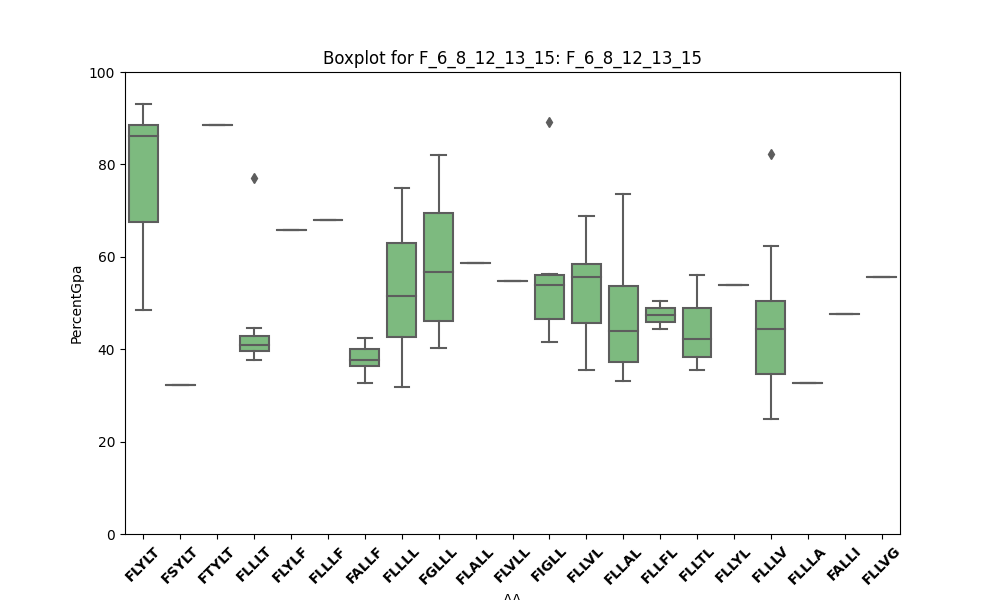 Boxplot for F_6_8_12_13_15: F_6_8_12_13_15
100
80
60
40
20
0
PercentGpa
FLYLT FSYLT FTYLT FLLLT FLYLF FLLLF FALLF FLLLL FGLLL FLALL FLVLL FIGLL FLLVL FLLAL FLLFL FLLTL FLLYL FLLLV FLLLA FALLI FLLVG
AA